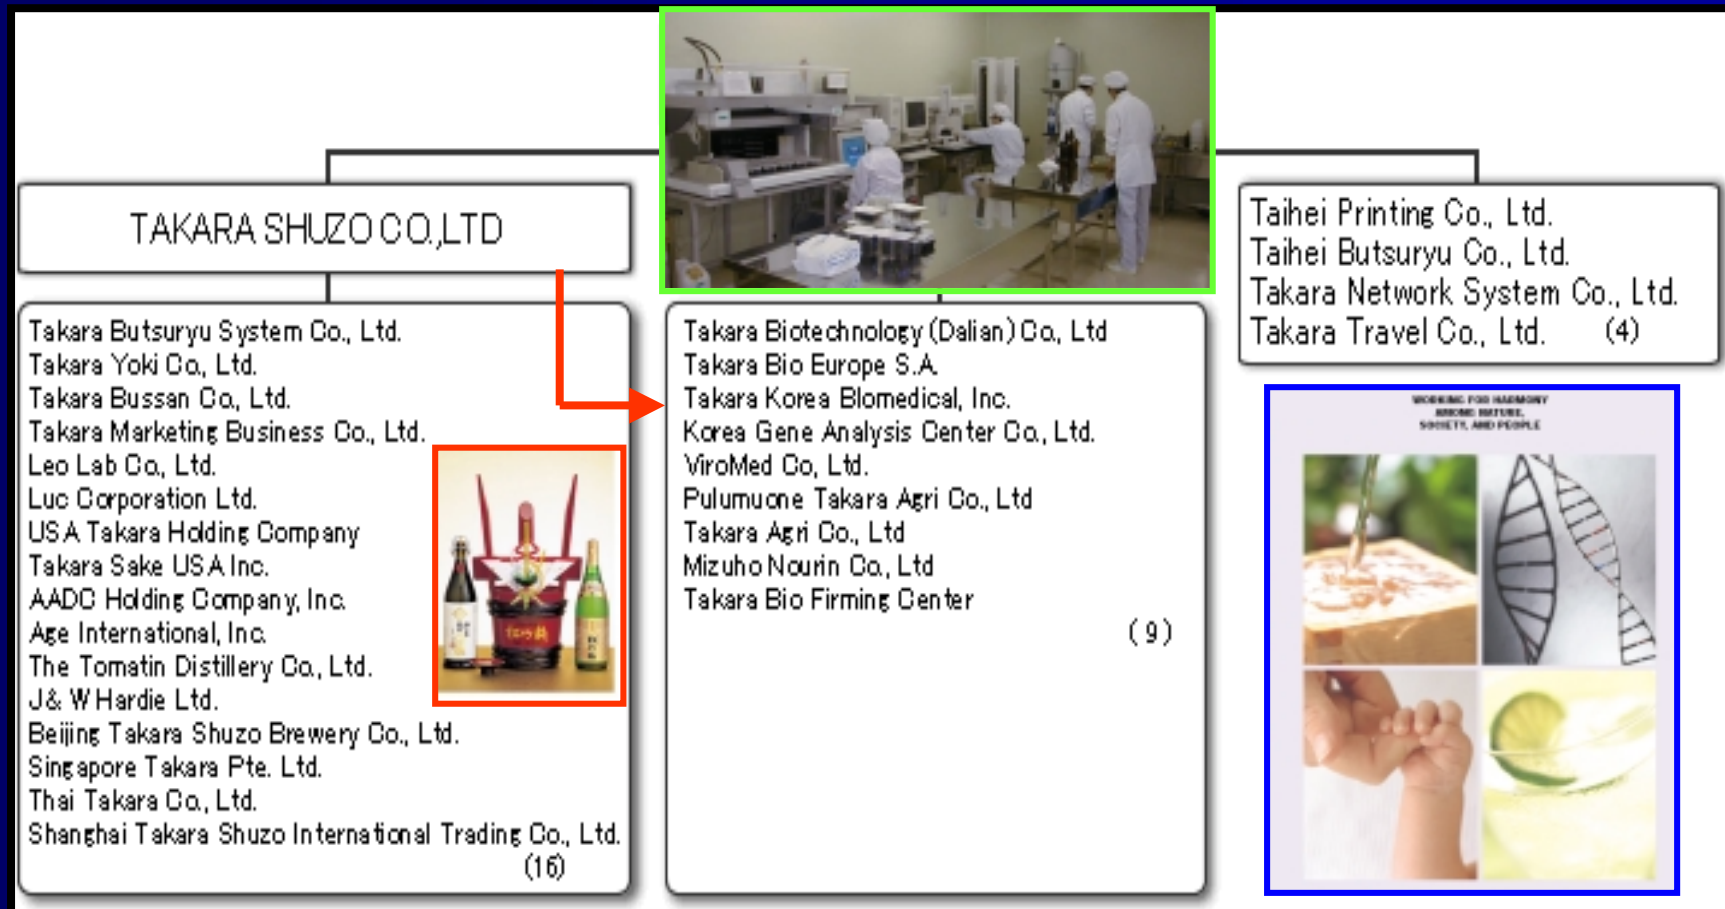 TAKARA SHUZO CO.,LTD
Takara Butsuryu System Co., Ltd.
Takara Yoki Co., Ltd.
Takara Bussan Co., Ltd.
Takara Marketing Business Co., Ltd.
Leo Lab Co., Ltd.
Luc Corporation Ltd.
USA Takara Holding Company
Takara Sake USA Inc.
AADC Holding Company, Inc.
Age International, Inc.
The Tomatin Distillery Co., Ltd.
J & W Hardie Ltd.
Beijing Takara Shuzo Brewery Co., Ltd.
Singapore Takara Pte. Ltd.
Thai Takara Co., Ltd.
Shanghai Takara Shuzo International Trading Co., Ltd.
(16)
Takara Biotechnology (Dalian) Co., Ltd
Takara Bio Europe S.A.
Takara Korea Blomedical, Inc.
Korea Gene Analysis Center Co., Ltd.
ViroMed Co, Ltd.
Pulumuone Takara Agri Co., Ltd
Takara Agri Co., Ltd
Mizuho Nourin Co., Ltd
Takara Bio Firming Center
(9)
Taihei Printing Co., Ltd.
Taihei Butsuryu Co., Ltd.
Takara Network System Co., Ltd.
Takara Travel Co., Ltd. (4)
WORKING FOR HARMONY
AMONG NATURE,
SOCIETY, AND PEOPLE